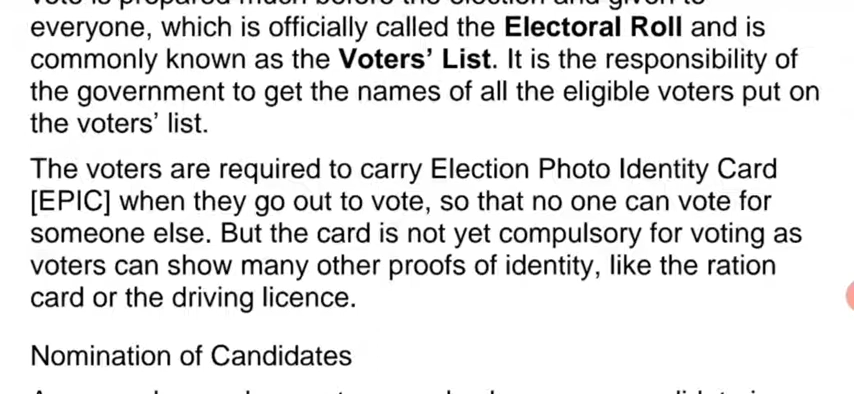 everyone, which is officially called the Electoral Roll and is
commonly known as the Voters’ List. It is the responsibility of
the government to get the names of all the eligible voters put on
the voters’ list.
The voters are required to carry Election Photo Identity Card
[EPIC] when they go out to vote, so that no one can vote for
someone else. But the card is not yet compulsory for voting as
voters can show many other proofs of identity, like the ration
card or the driving licence.
Nomination of Candidates